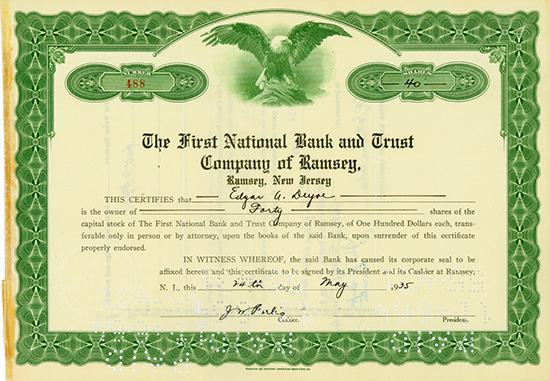 NUMBER
488
SHARES
40
The First National Bank and Trust
Company of Ramsey,
Ramsey, New Jersey
THIS CERTIFIES that Edgar A. Deyoe
is the owner of Forty shares of the
capital stock of The First National Bank and Trust Company of Ramsey, of One Hundred Dollars each, trans-
ferable only in person or by attorney, upon the books of the said Bank, upon surrender of this certificate
properly endorsed.
IN WITNESS WHEREOF, the said Bank has caused its corporate seal to be
affixed hereto and this certificate to be signed by its President and its Cashier at Ramsey,
N. J., this 24th day of May 1935
Cashier.
President.